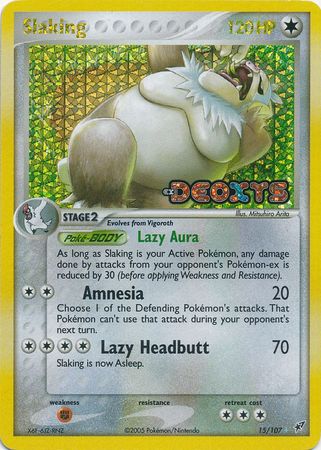 Slaking 120 HP
ex DEOXYS
Illus. Mitsuhiro Arita
STAGE 2 Evolves from Vigoroth
Poké-BODY Lazy Aura
As long as Slaking is your Active Pokémon, any damage
done by attacks from your opponent's Pokémon-ex is
reduced by 30 (before applying Weakness and Resistance).
Amnesia 20
Choose 1 of the Defending Pokémon's attacks. That
Pokémon can't use that attack during your opponent's
next turn.
Lazy Headbutt 70
Slaking is now Asleep.
weakness resistance retreat cost
©2005 Pokémon/Nintendo 15/107